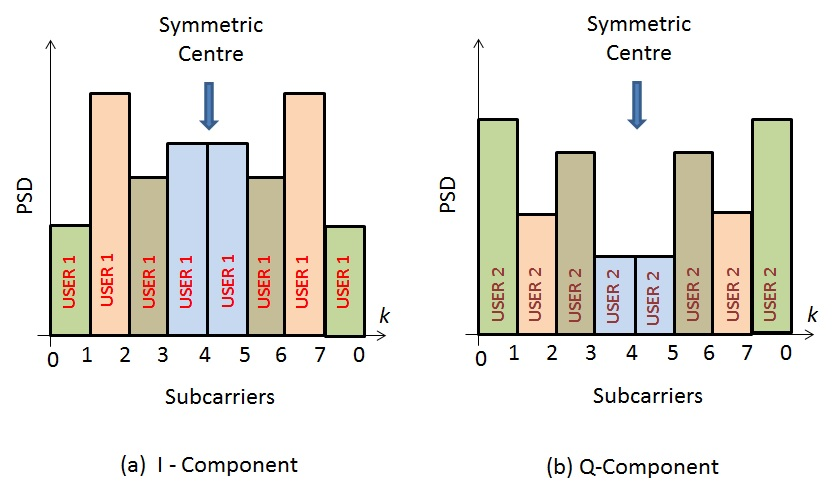 Symmetric
Centre
PSD
USER 1
USER 1
USER 1
USER 1
USER 1
USER 1
USER 1
USER 1
k
0 1 2 3 4 5 6 7 0
Subcarriers
(a) I - Component
Symmetric
Centre
PSD
USER 2
USER 2
USER 2
USER 2
USER 2
USER 2
USER 2
USER 2
k
0 1 2 3 4 5 6 7 0
Subcarriers
(b) Q-Component